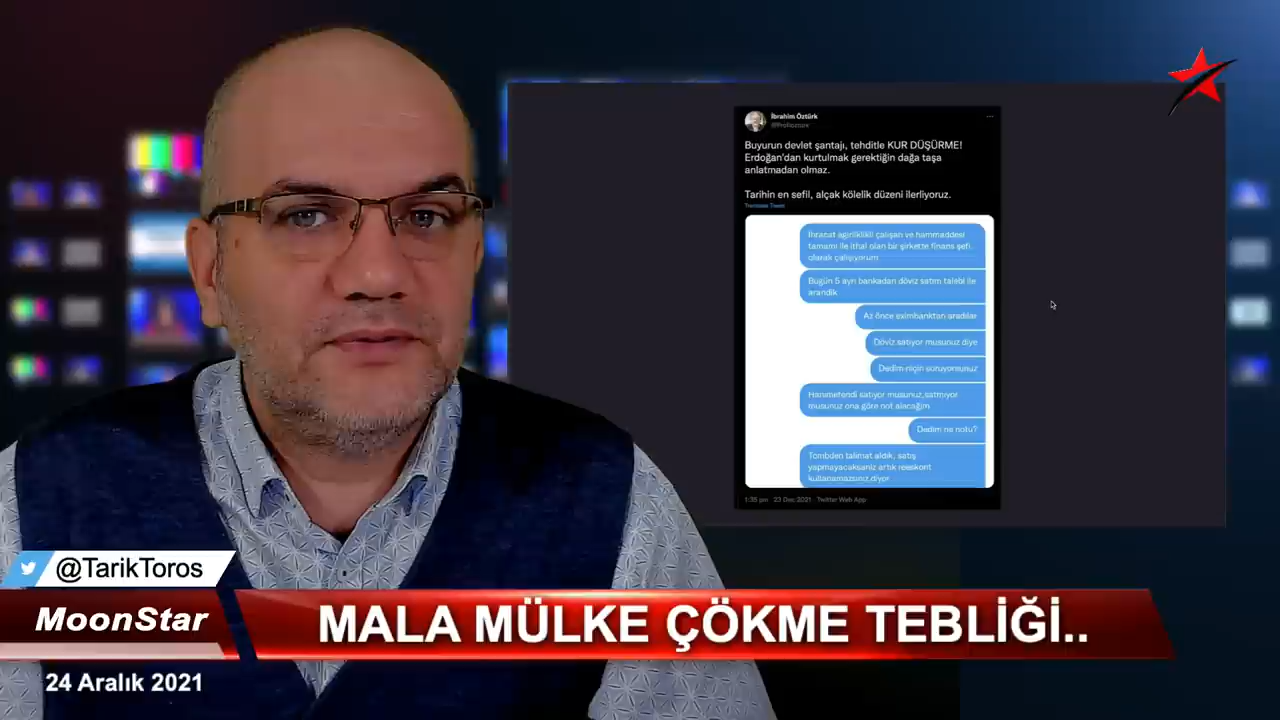 İbrahim Öztürk
Buyurun devlet şantajı, tehditle KUR DÜŞÜRME!
Erdoğan'dan kurtulmak gerektiğin dağa taşa
anlatmadan olmaz.
Tarihin en sefil, alçak kölelik düzeni ilerliyoruz.
Translate Tweet
İhracat agirliklikli çalışan ve hammaddesi
tamamı ile ithal olan bir şirkette finans şefi
olarak çalışıyorum
Bugün 5 ayrı bankadan döviz satım talebi ile
arandik
Az önce eximbanktan aradılar
Döviz satıyor musunuz diye
Dedim niçin soruyorsunuz
Hanımefendi satıyor musunuz,satmıyor
musunuz ona göre not alacağım
Dedim ne notu?
Tcmbden talimat aldık, satış
yapmayacaksanız artık reeskont
kullanamazsınız diyor
1:35 pm · 23 Dec 2021 · Twitter Web App
@TarikToros
MoonStar
MALA MÜLKE ÇÖKME TEBLİĞİ..
24 Aralık 2021